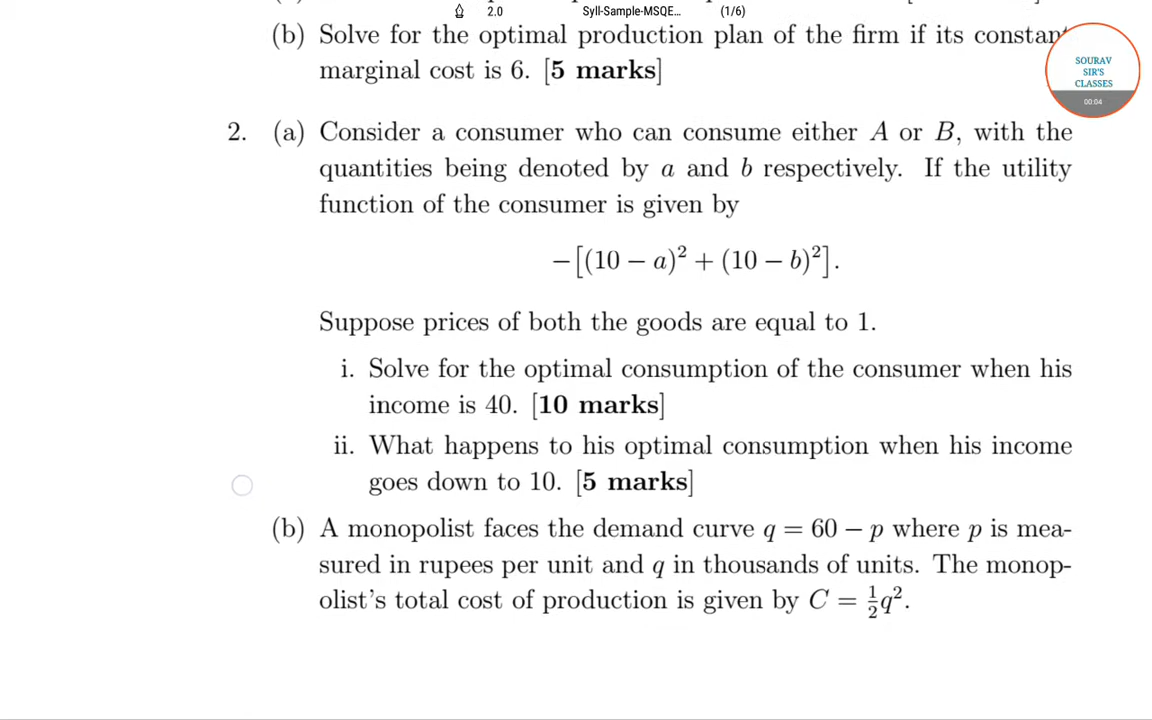 2.0 Syll-Sample-MSQE... (1/6)
(b) Solve for the optimal production plan of the firm if its constant
marginal cost is 6. [5 marks]
SOURAV
SIR'S
CLASSES
00:04
2. (a) Consider a consumer who can consume either A or B, with the
quantities being denoted by a and b respectively. If the utility
function of the consumer is given by
−[(10 − a)² + (10 − b)²].
Suppose prices of both the goods are equal to 1.
i. Solve for the optimal consumption of the consumer when his
income is 40. [10 marks]
ii. What happens to his optimal consumption when his income
goes down to 10. [5 marks]
(b) A monopolist faces the demand curve q = 60 − p where p is mea-
sured in rupees per unit and q in thousands of units. The monop-
olist's total cost of production is given by C = ½q².